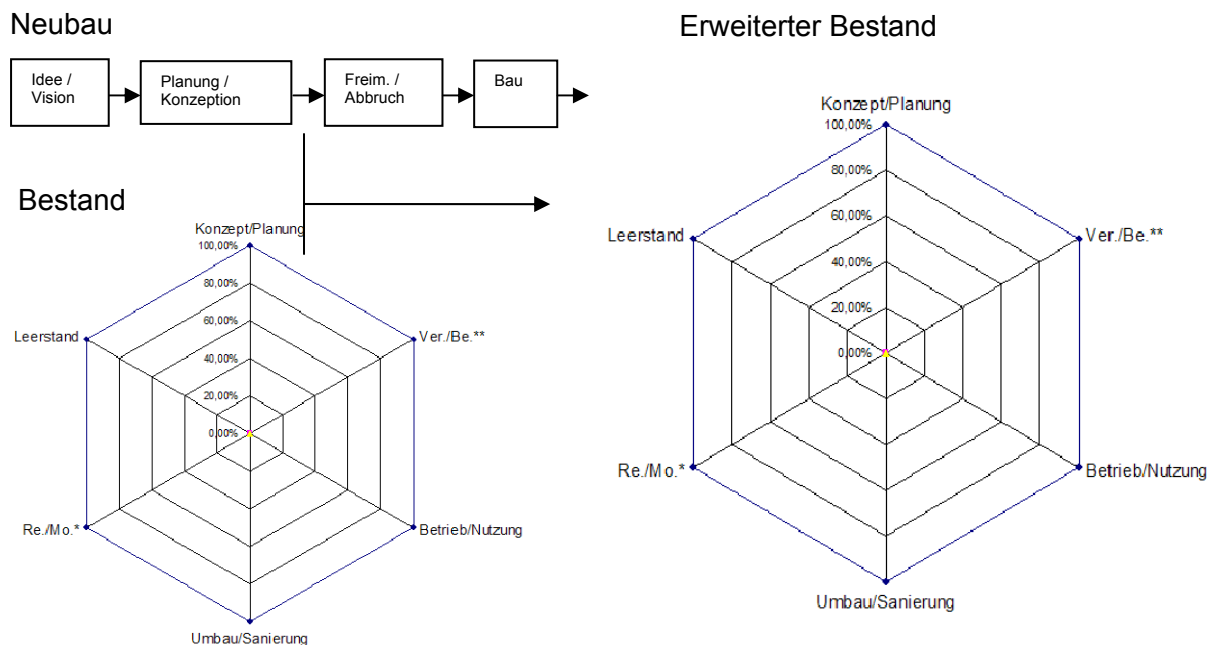 Neubau
Idee /
Vision
Planung /
Konzeption
Freim. /
Abbruch
Bau
Bestand
Konzept/Planung
100,00%
80,00%
60,00%
40,00%
20,00%
0,00%
Leerstand
Ver./Be.**
Re./Mo.*
Betrieb/Nutzung
Umbau/Sanierung
Erweiterter Bestand
Konzept/Planung
100,00%
80,00%
60,00%
40,00%
20,00%
0,00%
Leerstand
Ver./Be.**
Re./Mo.*
Betrieb/Nutzung
Umbau/Sanierung